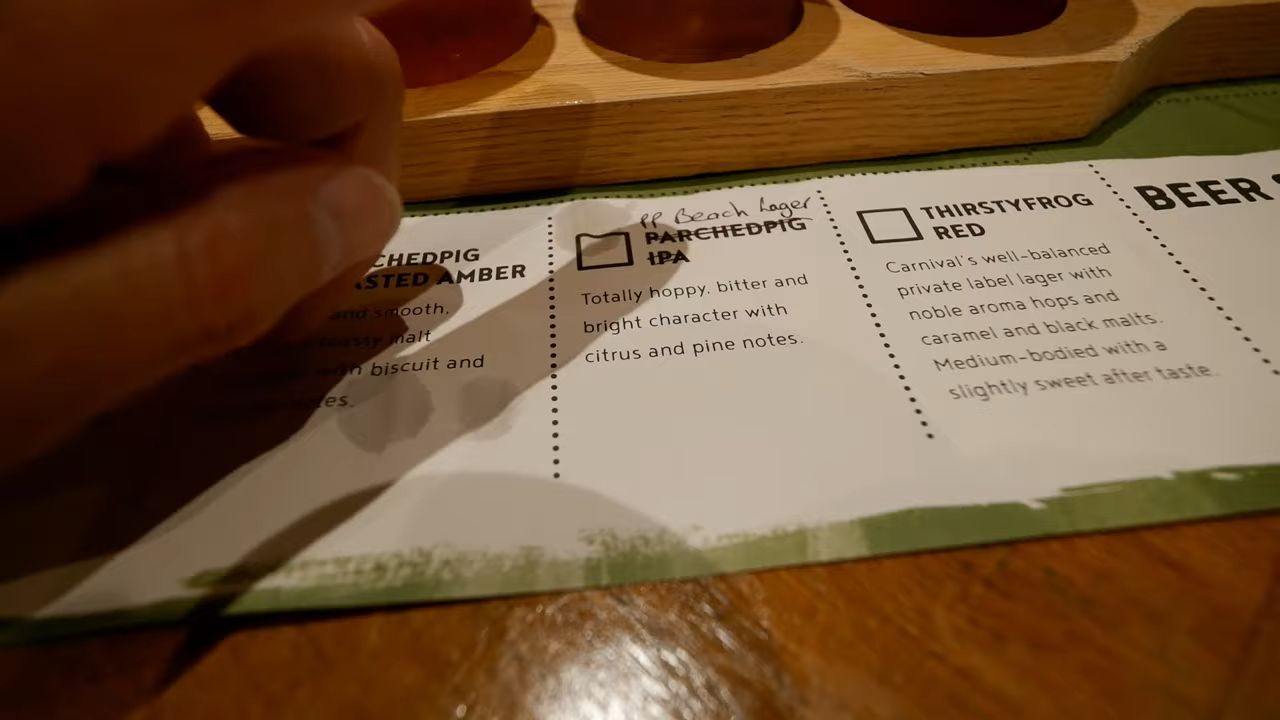 CHEDPIG
STED AMBER
and smooth,
toasty malt
with biscuit and
PP Beach Lager
PARCHEDPIG
IPA
Totally hoppy, bitter and
bright character with
citrus and pine notes.
THIRSTYFROG
RED
Carnival's well-balanced
private label lager with
noble aroma hops and
caramel and black malts.
Medium-bodied with a
slightly sweet after taste.
BEER